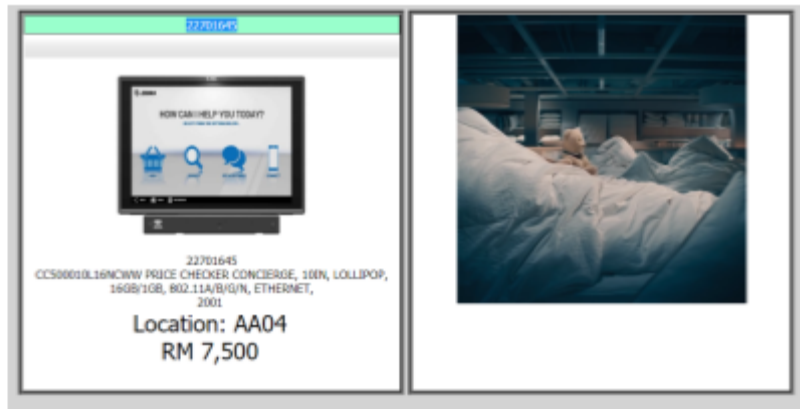 22701645
HOW CAN I HELP YOU TODAY?
22701645
CC500010L16NCWW PRICE CHECKER CONCIERGE, 10IN, LOLLIPOP,
16GB/1GB, 802.11A/B/G/N, ETHERNET,
2001
Location: AA04
RM 7,500